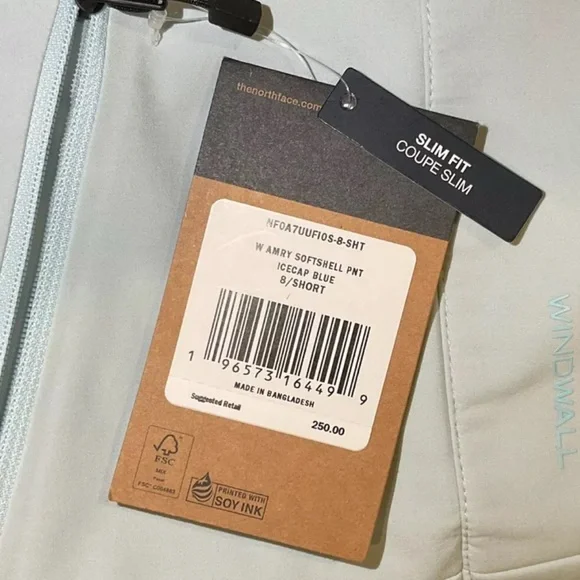 thenorthface.com
SLIM FIT
COUPE SLIM
NF0A7UUFI0S-8-SHT
W AMRY SOFTSHELL PNT
ICECAP BLUE
8/SHORT
1 96573 16449 9
MADE IN BANGLADESH
Suggested Retail
250.00
FSC
PRINTED WITH
SOY INK
WINDWALL